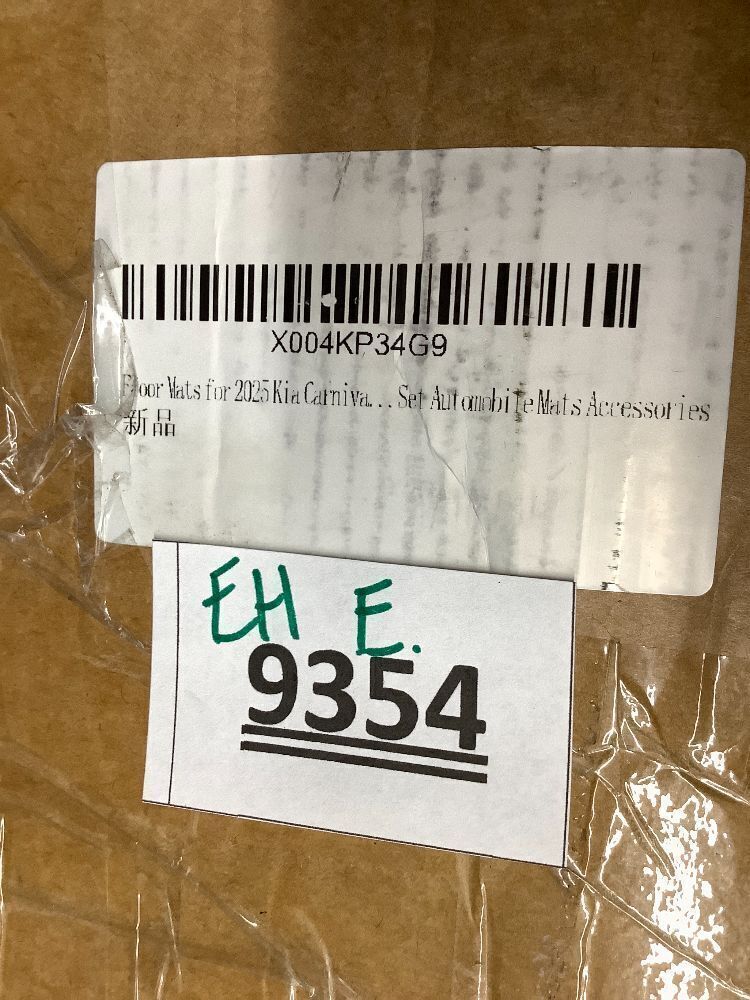 X004KP34G9
Floor Mats for 2025 Kia Carniva... Set Automobile Mats Accessories
新品
EH E.
9354